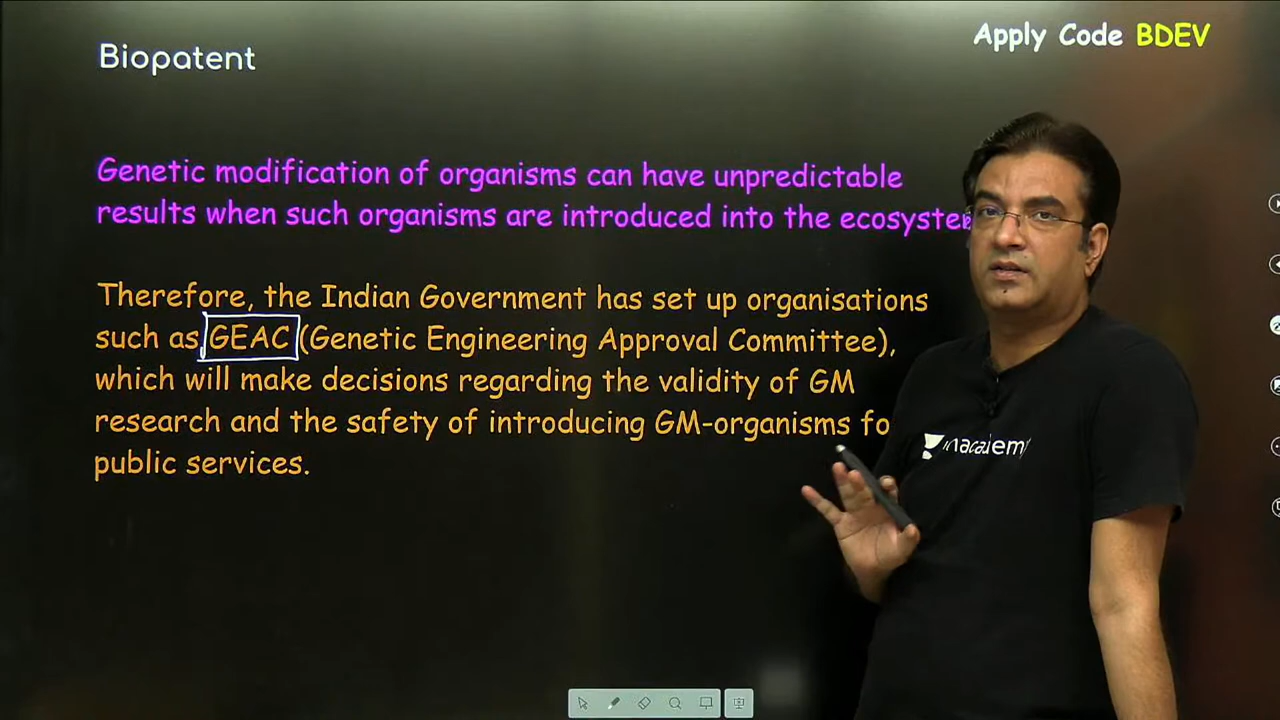 Biopatent
Apply Code BDEV
Genetic modification of organisms can have unpredictable
results when such organisms are introduced into the
Therefore, the Indian Government has set up organisations
such as GEAC (Genetic Engineering Approval Committee),
which will make decisions regarding the validity of GM
research and the safety of introducing GM-organisms
public services.